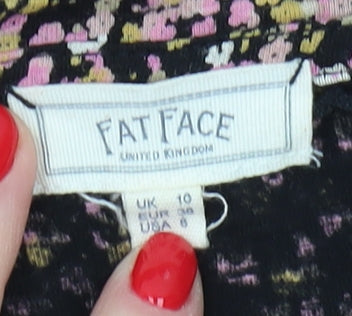 FAT FACE
UNITED KINGDOM
UK 10
EUR 38
USA 6